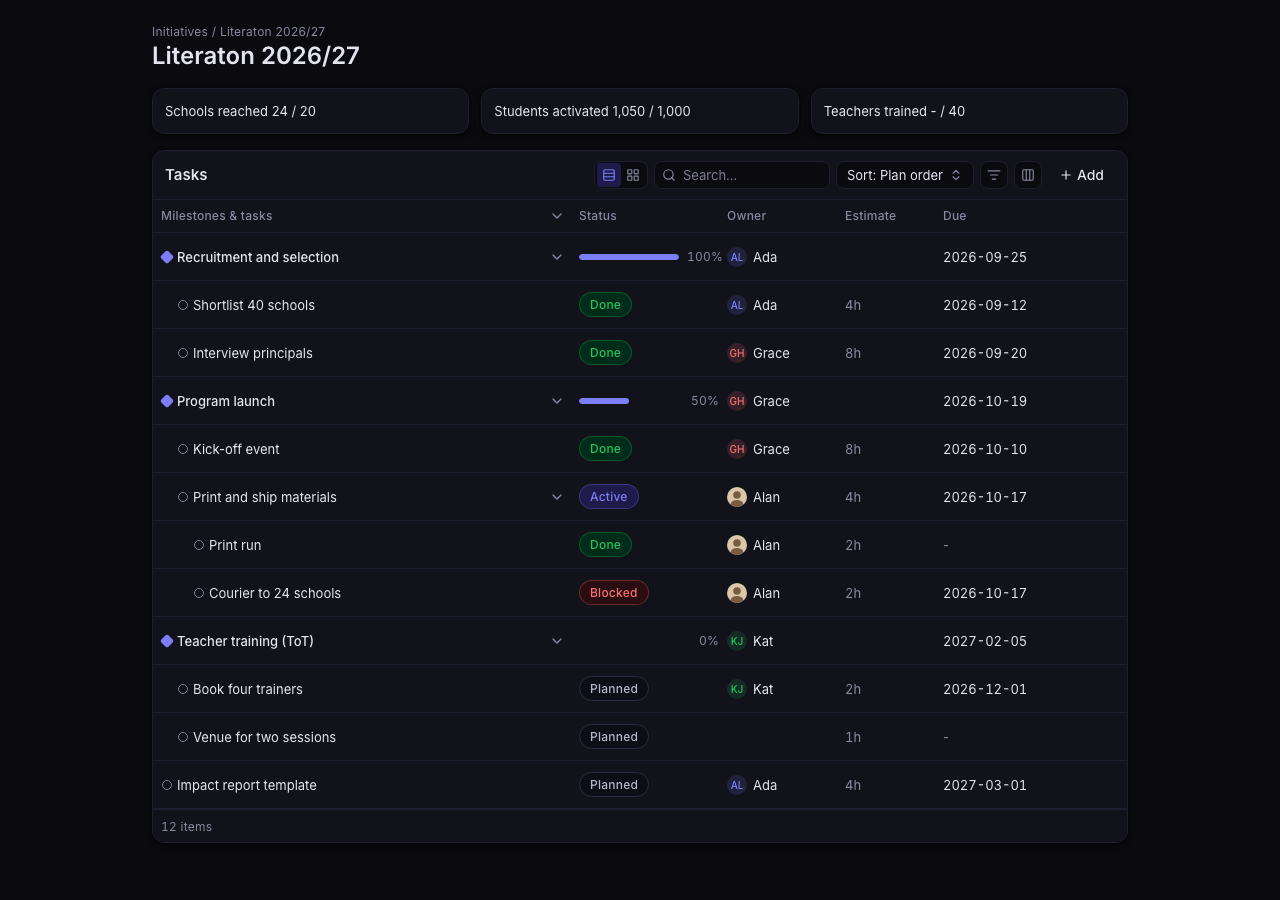 Initiatives / Literaton 2026/27
Literaton 2026/27
Schools reached 24 / 20
Students activated 1,050 / 1,000
Teachers trained - / 40
Tasks
Search...
Sort: Plan order
+ Add
Milestones & tasks Status Owner Estimate Due
Recruitment and selection 100% AL Ada 2026-09-25
Shortlist 40 schools Done AL Ada 4h 2026-09-12
Interview principals Done GH Grace 8h 2026-09-20
Program launch 50% GH Grace 2026-10-19
Kick-off event Done GH Grace 8h 2026-10-10
Print and ship materials Active Alan 4h 2026-10-17
Print run Done Alan 2h -
Courier to 24 schools Blocked Alan 2h 2026-10-17
Teacher training (ToT) 0% KJ Kat 2027-02-05
Book four trainers Planned KJ Kat 2h 2026-12-01
Venue for two sessions Planned 1h -
Impact report template Planned AL Ada 4h 2027-03-01
12 items